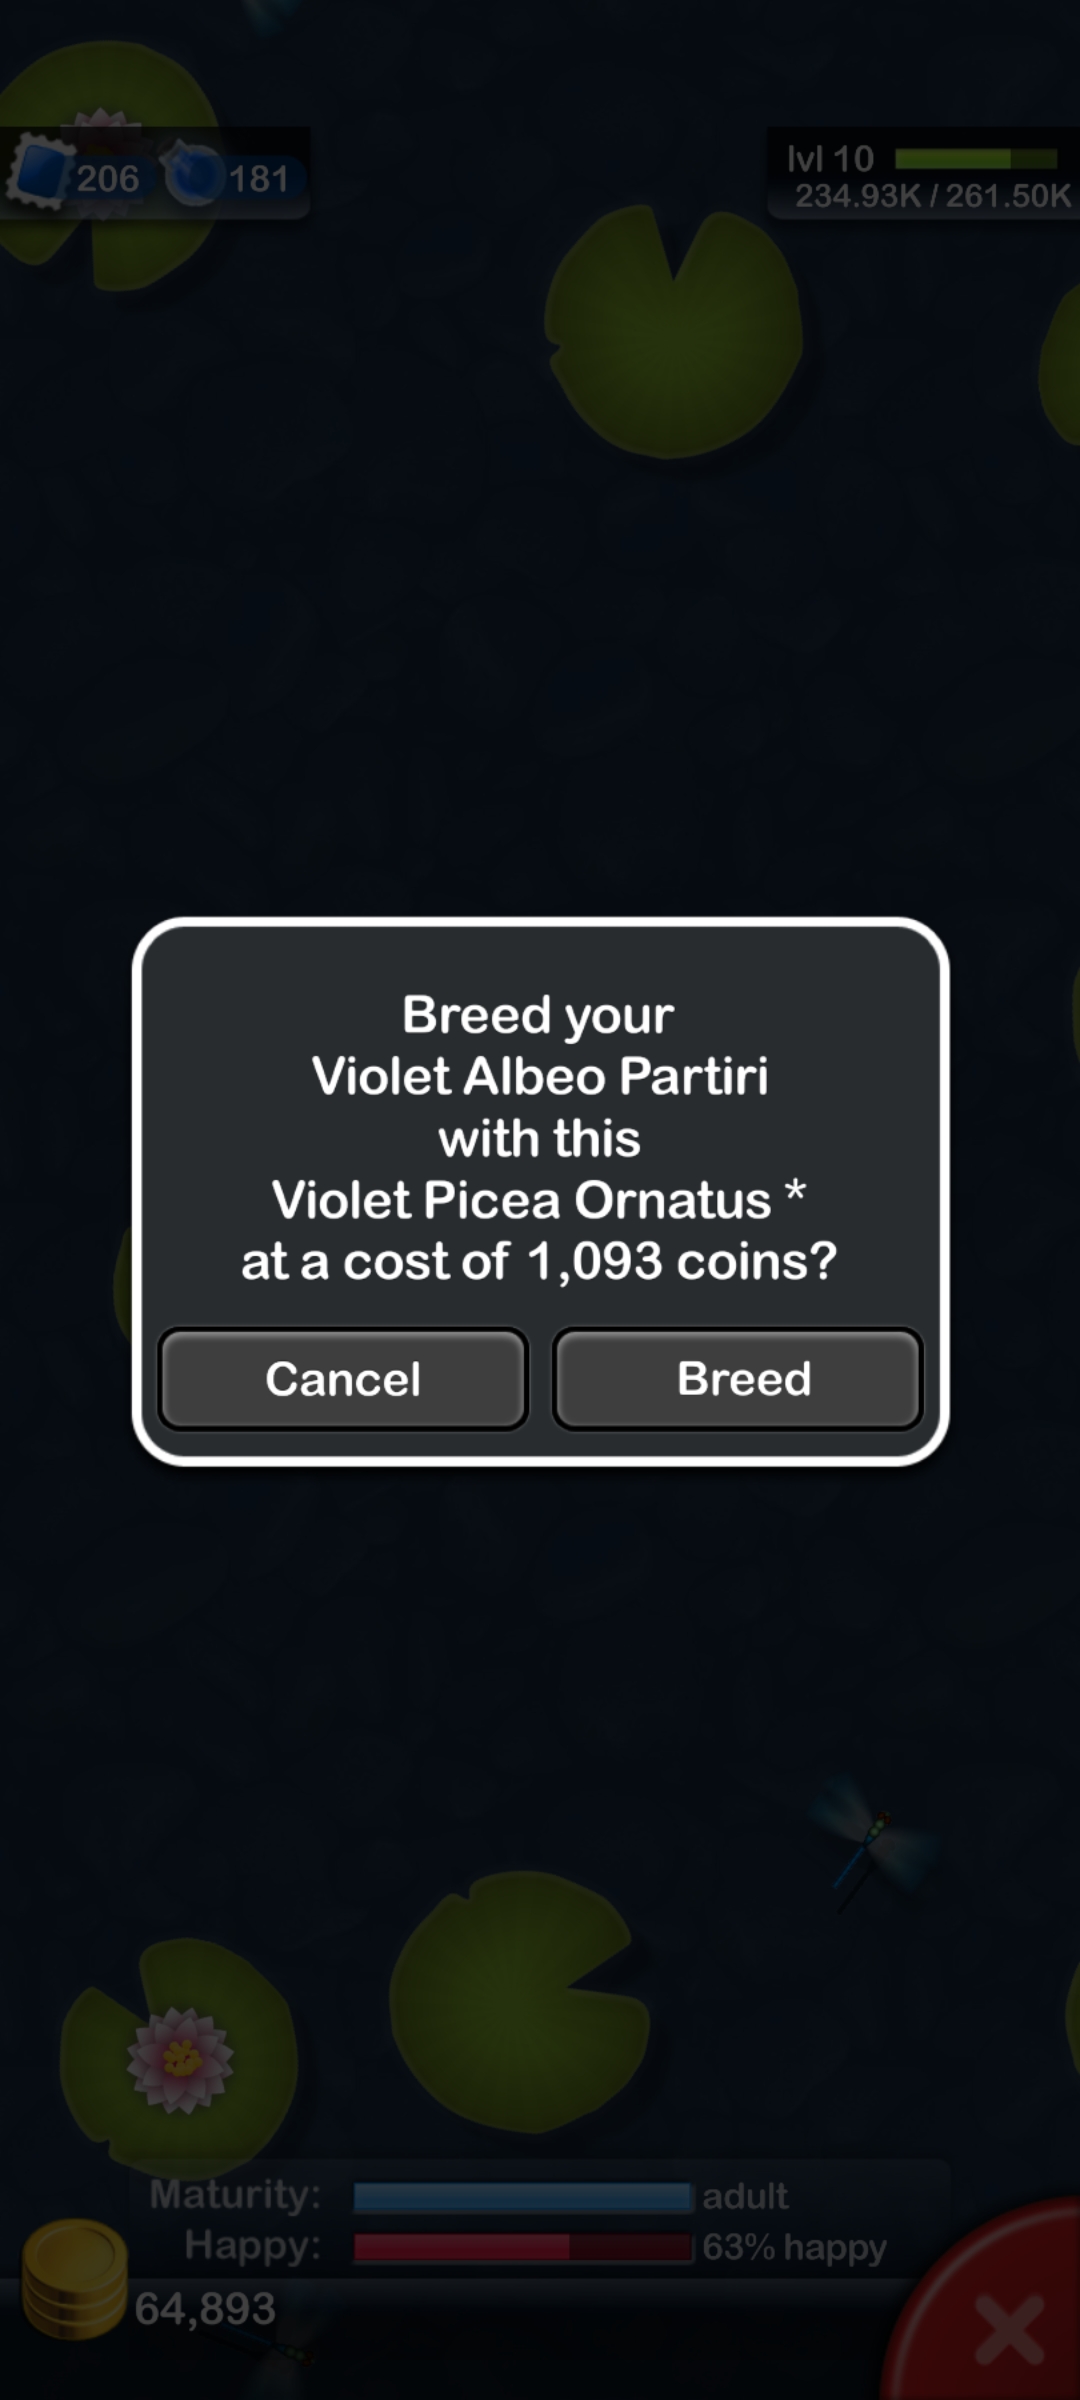 206
181
lvl 10
234.93K / 261.50K
Breed your
Violet Albeo Partiri
with this
Violet Picea Ornatus *
at a cost of 1,093 coins?
Cancel
Breed
Maturity:
adult
Happy:
63% happy
64,893